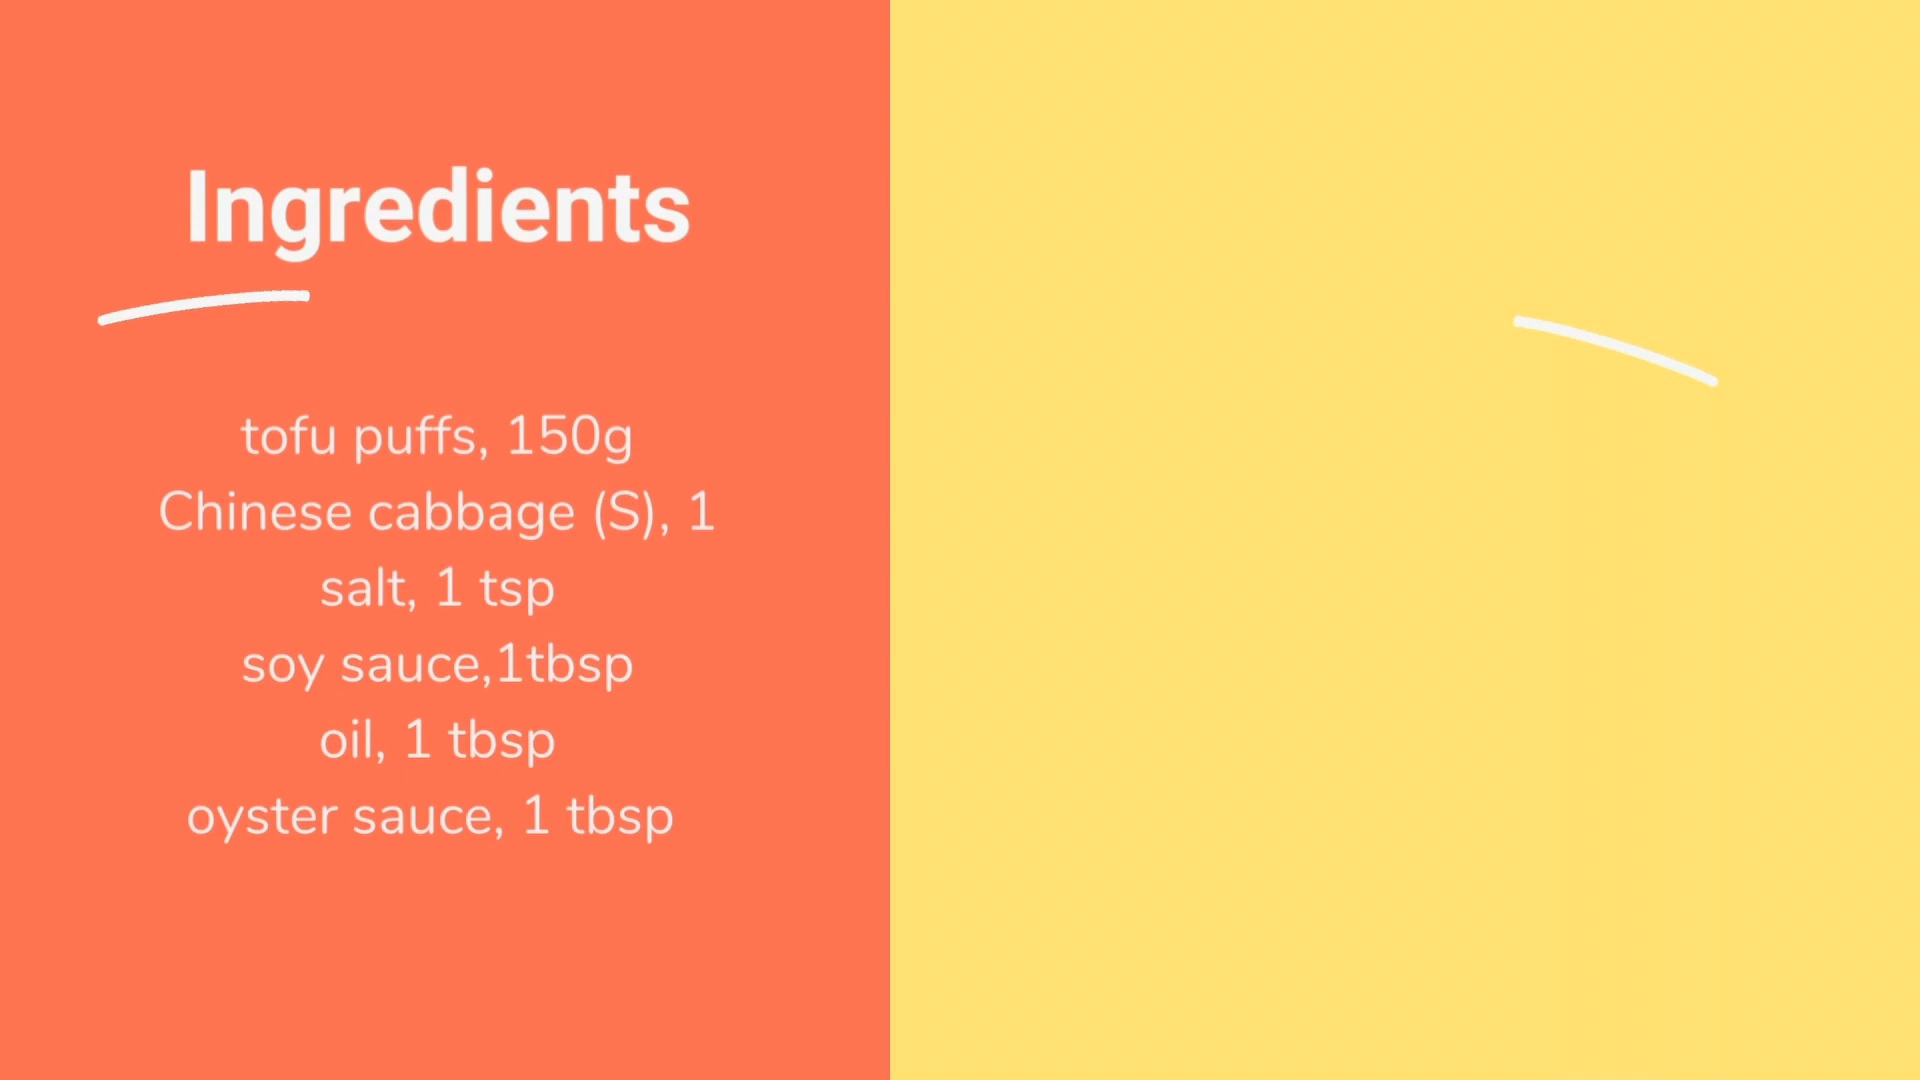 Ingredients
tofu puffs, 150g
Chinese cabbage (S), 1
salt, 1 tsp
soy sauce,1tbsp
oil, 1 tbsp
oyster sauce, 1 tbsp